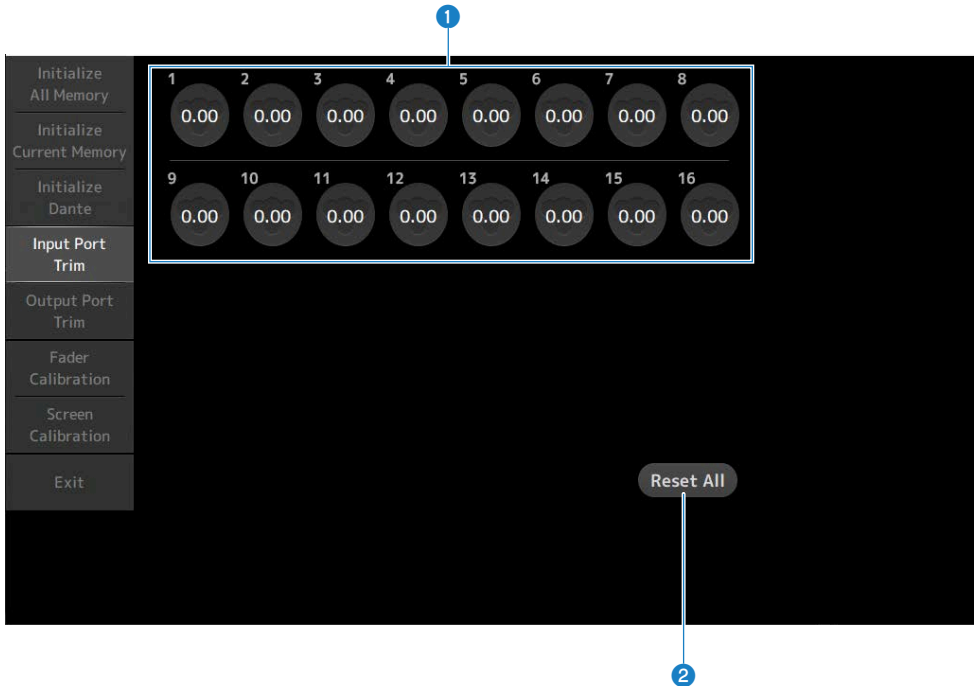 1
Initialize
All Memory
Initialize
Current Memory
Initialize
Dante
Input Port
Trim
Output Port
Trim
Fader
Calibration
Screen
Calibration
Exit
1 2 3 4 5 6 7 8
0.00 0.00 0.00 0.00 0.00 0.00 0.00 0.00
9 10 11 12 13 14 15 16
0.00 0.00 0.00 0.00 0.00 0.00 0.00 0.00
Reset All
2